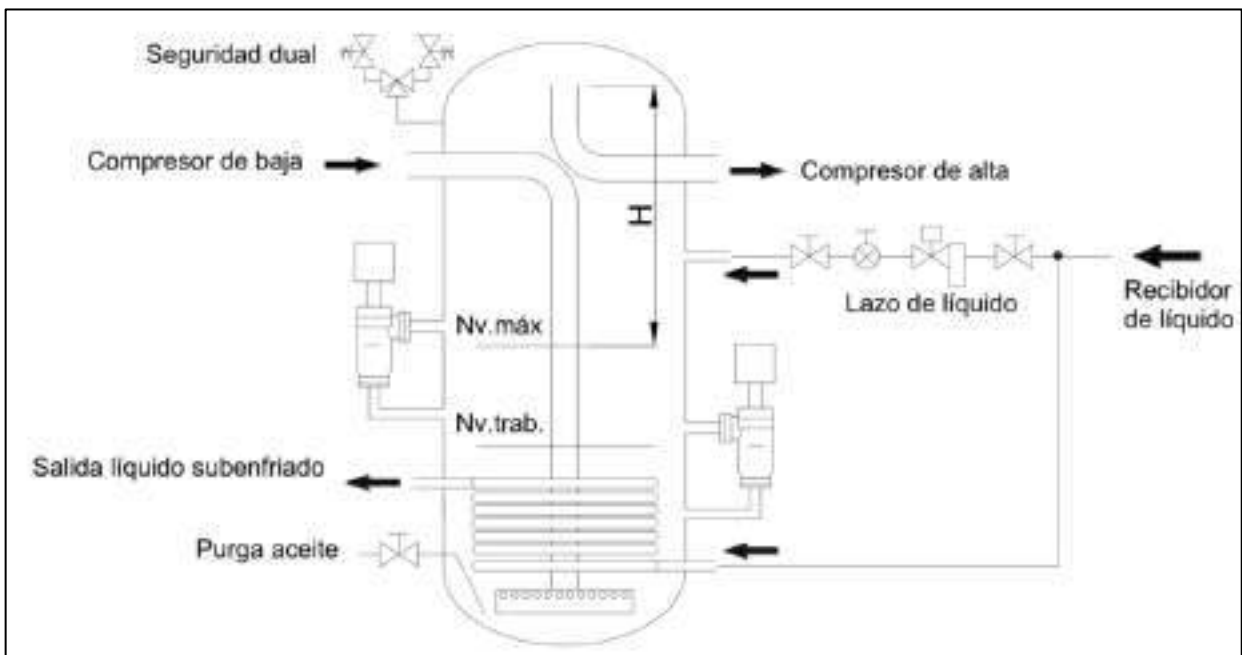 Seguridad dual
Compresor de baja
Compresor de alta
H
Lazo de líquido
Recibidor
de líquido
Nv.máx
Nv.trab.
Salida líquido subenfriado
Purga aceite